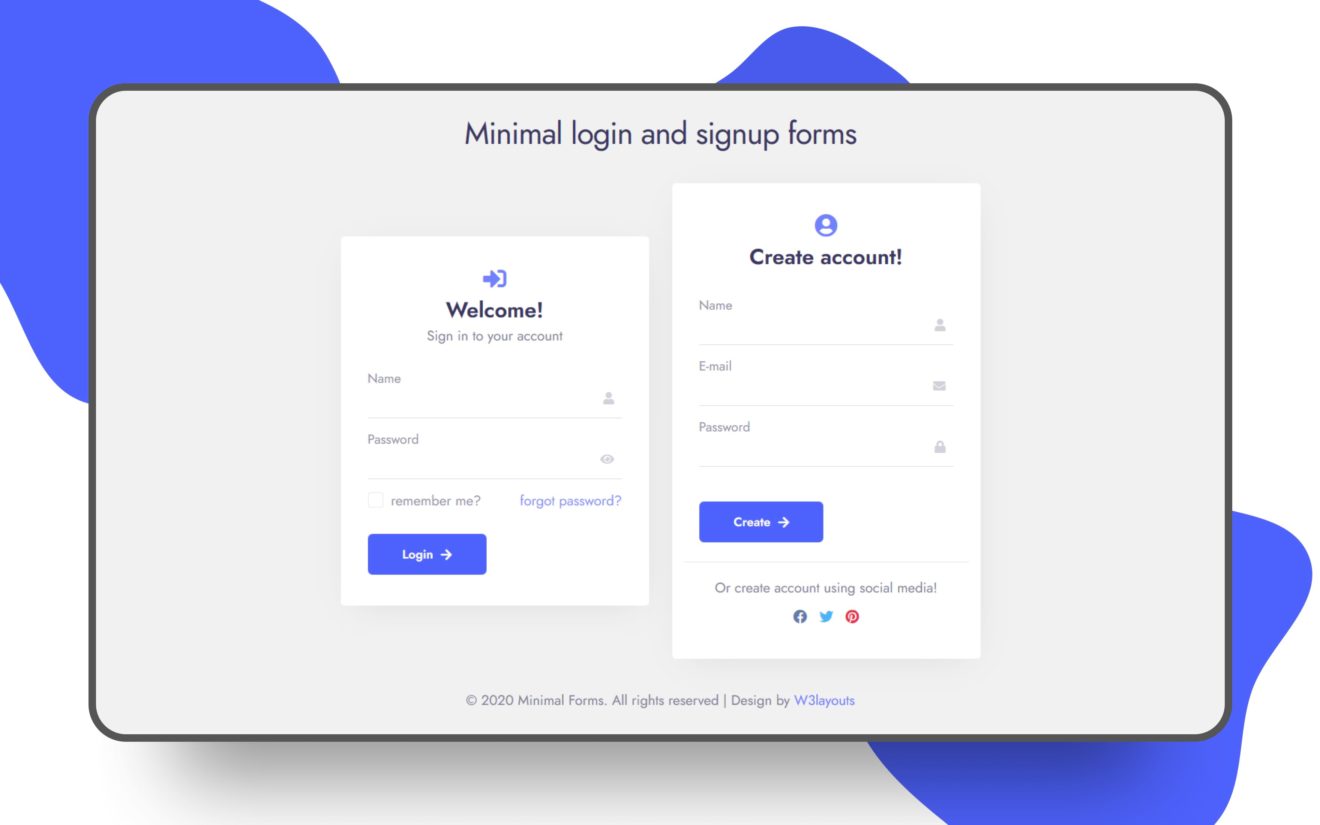 Minimal login and signup forms
Welcome!
Sign in to your account
Name
Password
remember me? forgot password?
Login
Create account!
Name
E-mail
Password
Create
Or create account using social media!
© 2020 Minimal Forms. All rights reserved | Design by W3layouts